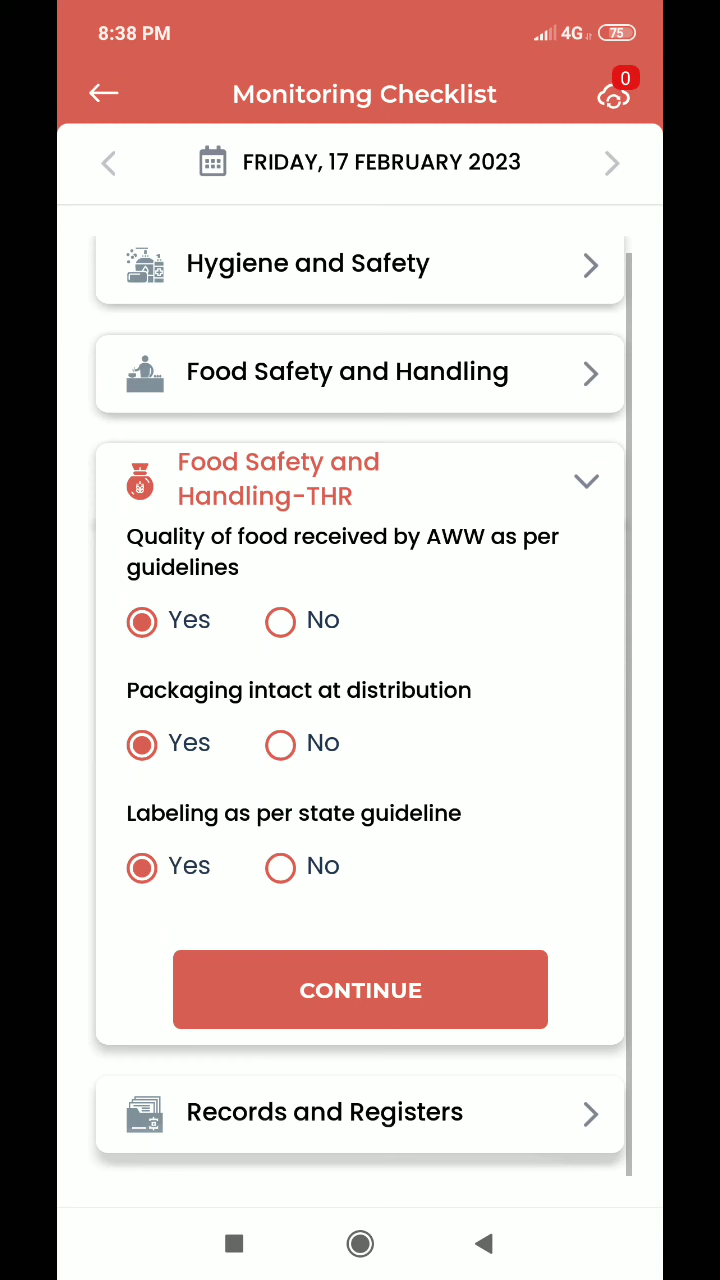 8:38 PM
4G
75
Monitoring Checklist
0
FRIDAY, 17 FEBRUARY 2023
Hygiene and Safety
Food Safety and Handling
Food Safety and
Handling-THR
Quality of food received by AWW as per
guidelines
Yes No
Packaging intact at distribution
Yes No
Labeling as per state guideline
Yes No
CONTINUE
Records and Registers